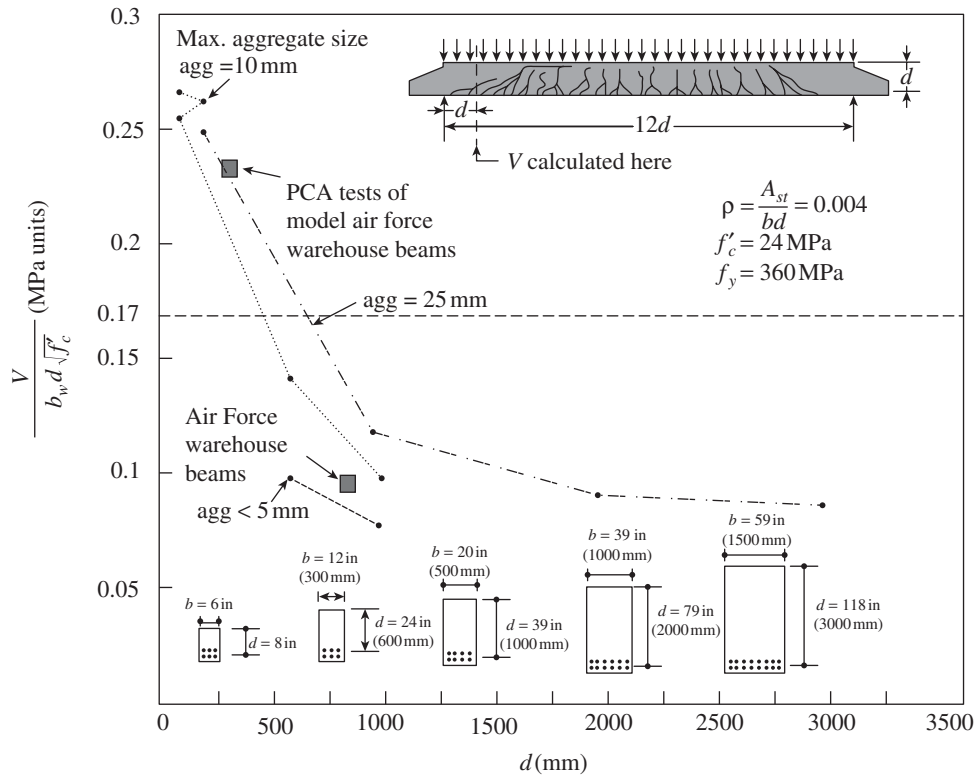 0.3
0.25
0.2
0.17
0.15
0.1
0.05
V
b_w d √f′_c
(MPa units)
Max. aggregate size
agg = 10 mm
PCA tests of
model air force
warehouse beams
agg = 25 mm
Air Force
warehouse
beams
agg < 5 mm
d
d
12d
V calculated here
ρ = A_st / bd = 0.004
f′_c = 24 MPa
f_y = 360 MPa
b = 6 in
d = 8 in
b = 12 in
(300 mm)
d = 24 in
(600 mm)
b = 20 in
(500 mm)
d = 39 in
(1000 mm)
b = 39 in
(1000 mm)
d = 79 in
(2000 mm)
b = 59 in
(1500 mm)
d = 118 in
(3000 mm)
0 500 1000 1500 2000 2500 3000 3500
d (mm)